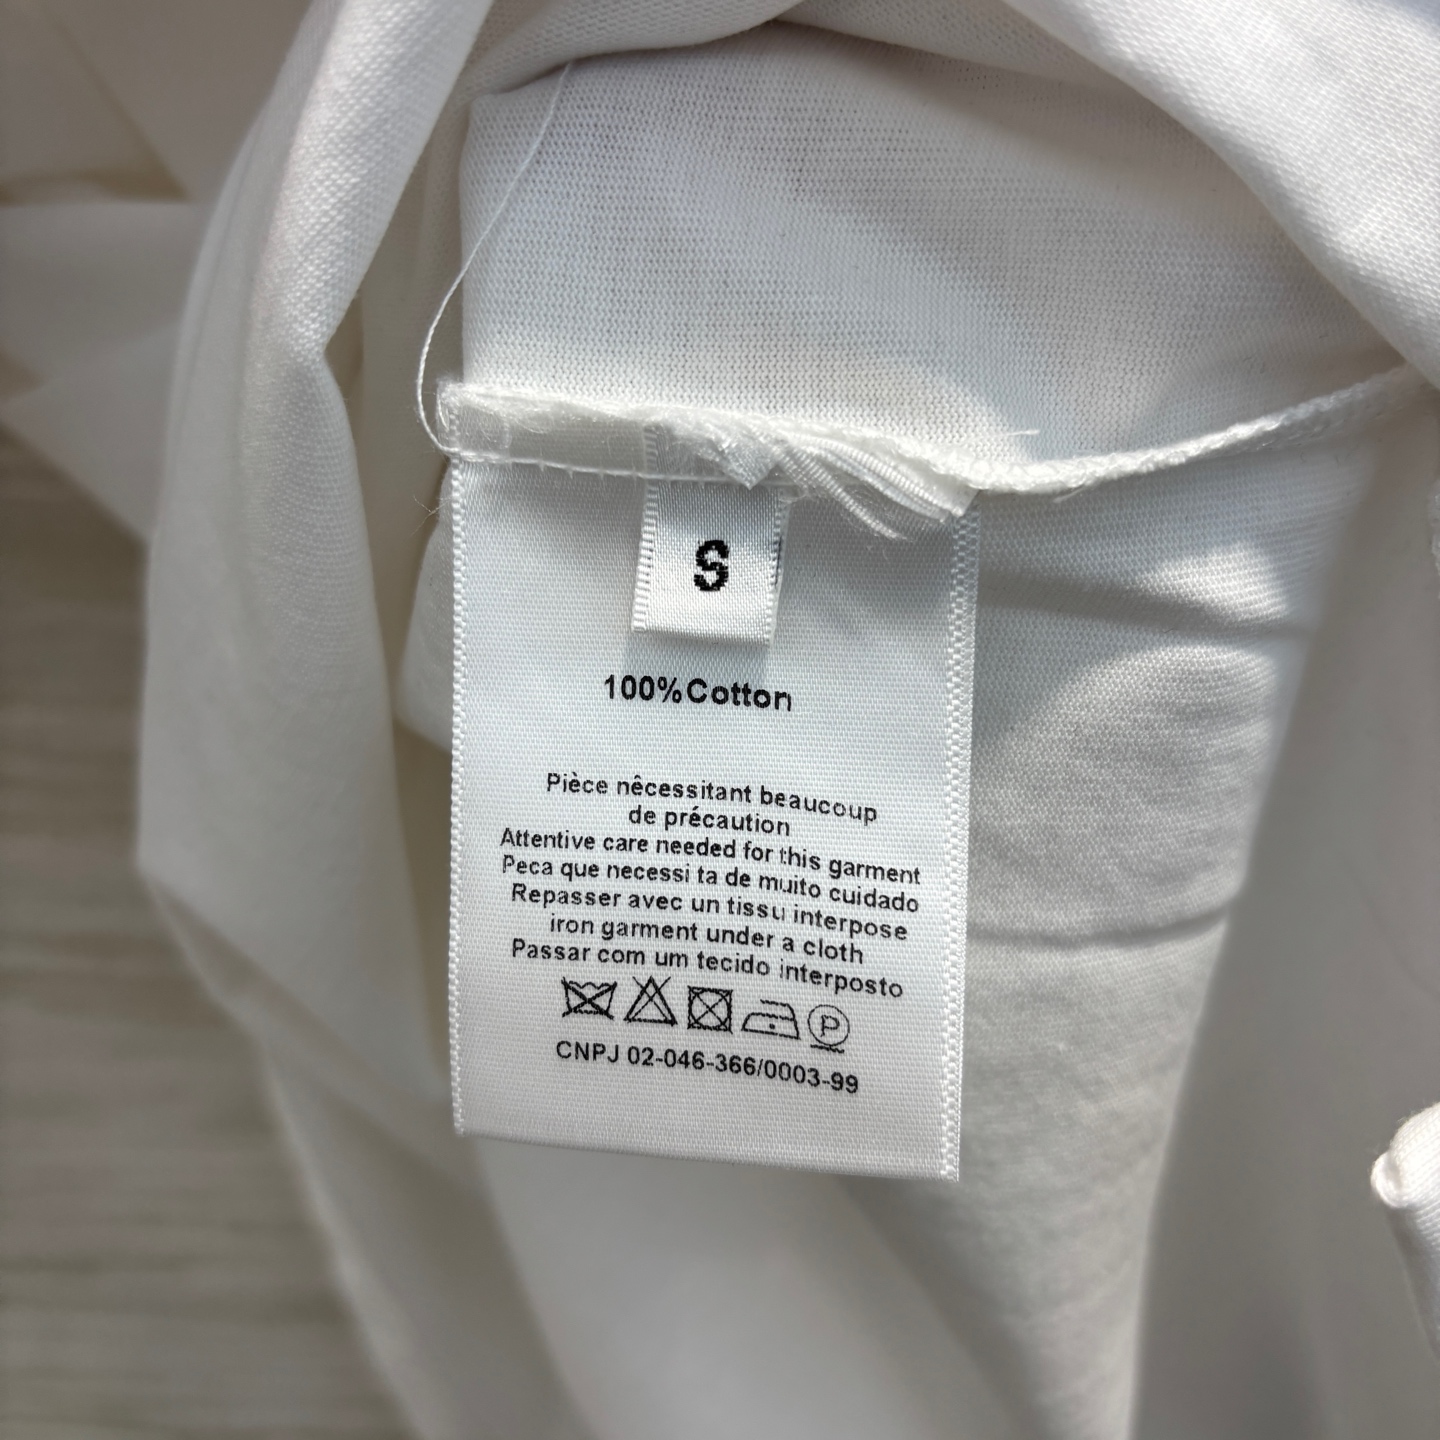 S
100%Cotton
Pièce nêcessitant beaucoup
de précaution
Attentive care needed for this garment
Peca que necessi ta de muito cuidado
Repasser avec un tissu interpose
iron garment under a cloth
Passar com um tecido interposto
P
CNPJ 02-046-366/0003-99